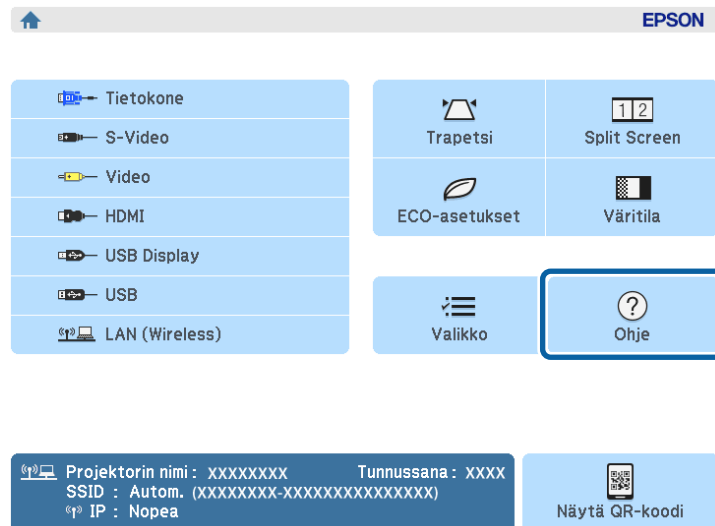 EPSON
Tietokone
S-Video
Video
HDMI
USB Display
USB
LAN (Wireless)
Trapetsi
Split Screen
1 2
ECO-asetukset
Väritila
Valikko
? Ohje
Projektorin nimi : XXXXXXXX Tunnussana : XXXX
SSID : Autom. (XXXXXXXX-XXXXXXXXXXXXXXX)
IP : Nopea
Näytä QR-koodi